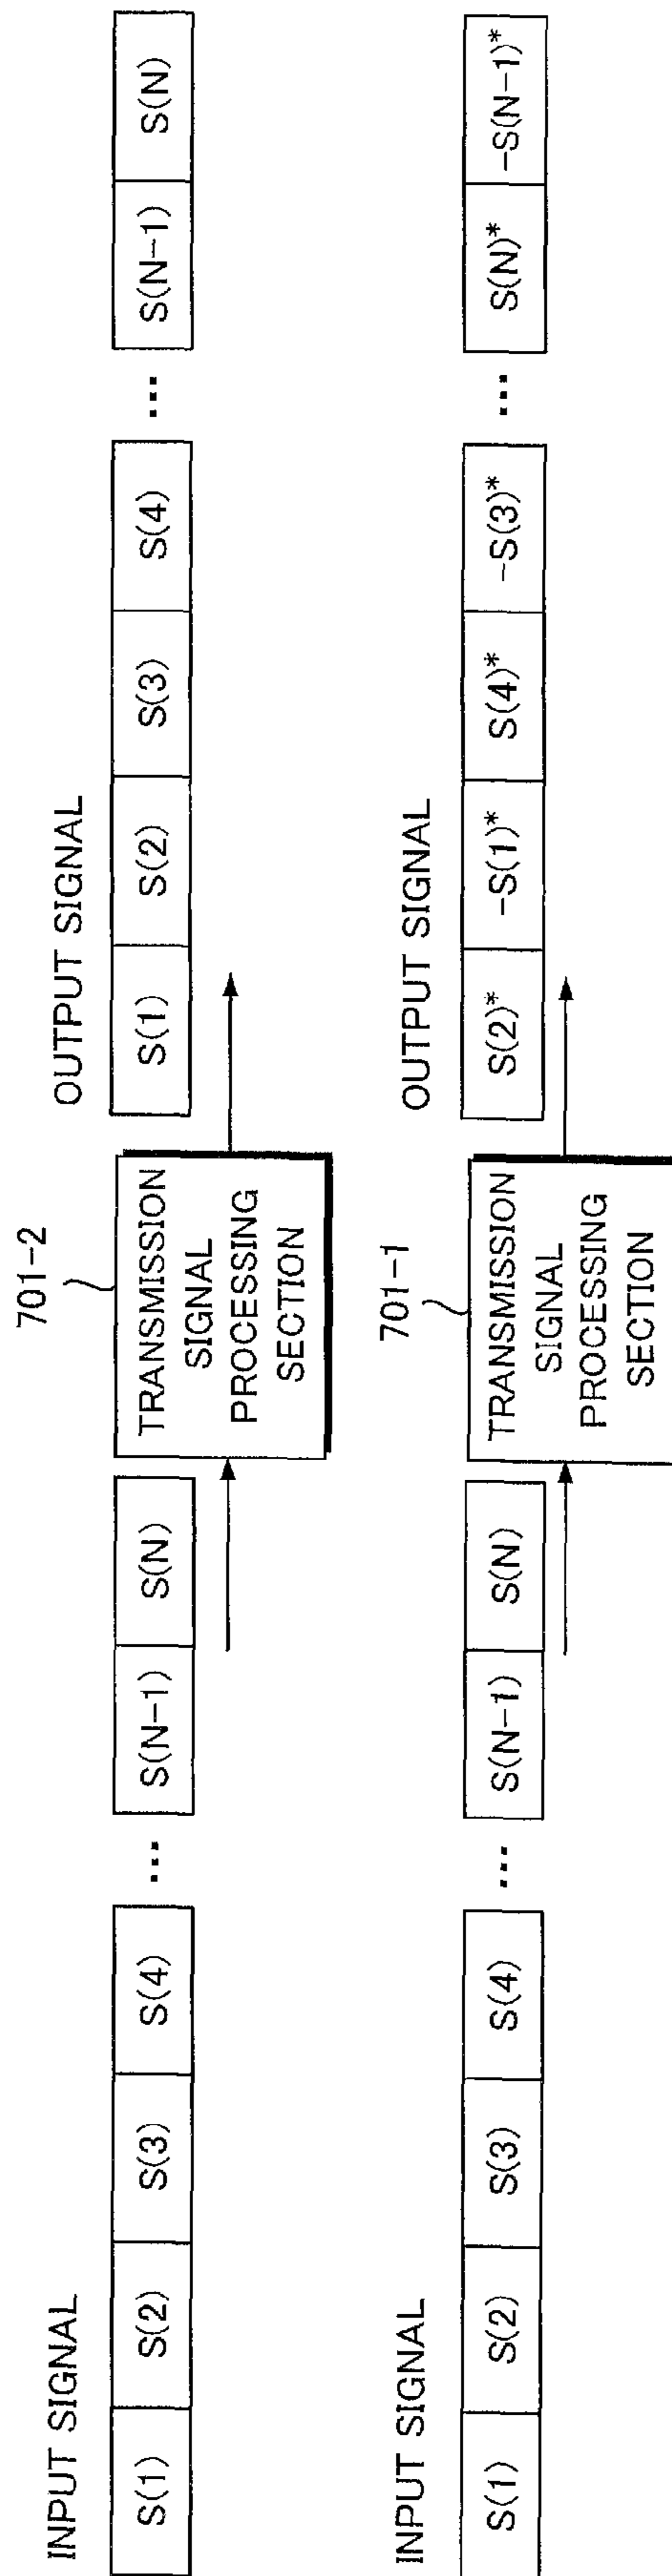 701-2
INPUT SIGNAL
S(1) S(2) S(3) S(4) ... S(N-1) S(N)
TRANSMISSION
SIGNAL
PROCESSING
SECTION
OUTPUT SIGNAL
S(1) S(2) S(3) S(4) ... S(N-1) S(N)
701-1
INPUT SIGNAL
S(1) S(2) S(3) S(4) ... S(N-1) S(N)
TRANSMISSION
SIGNAL
PROCESSING
SECTION
OUTPUT SIGNAL
S(2)* -S(1)* S(4)* -S(3)* ... S(N)* -S(N-1)*